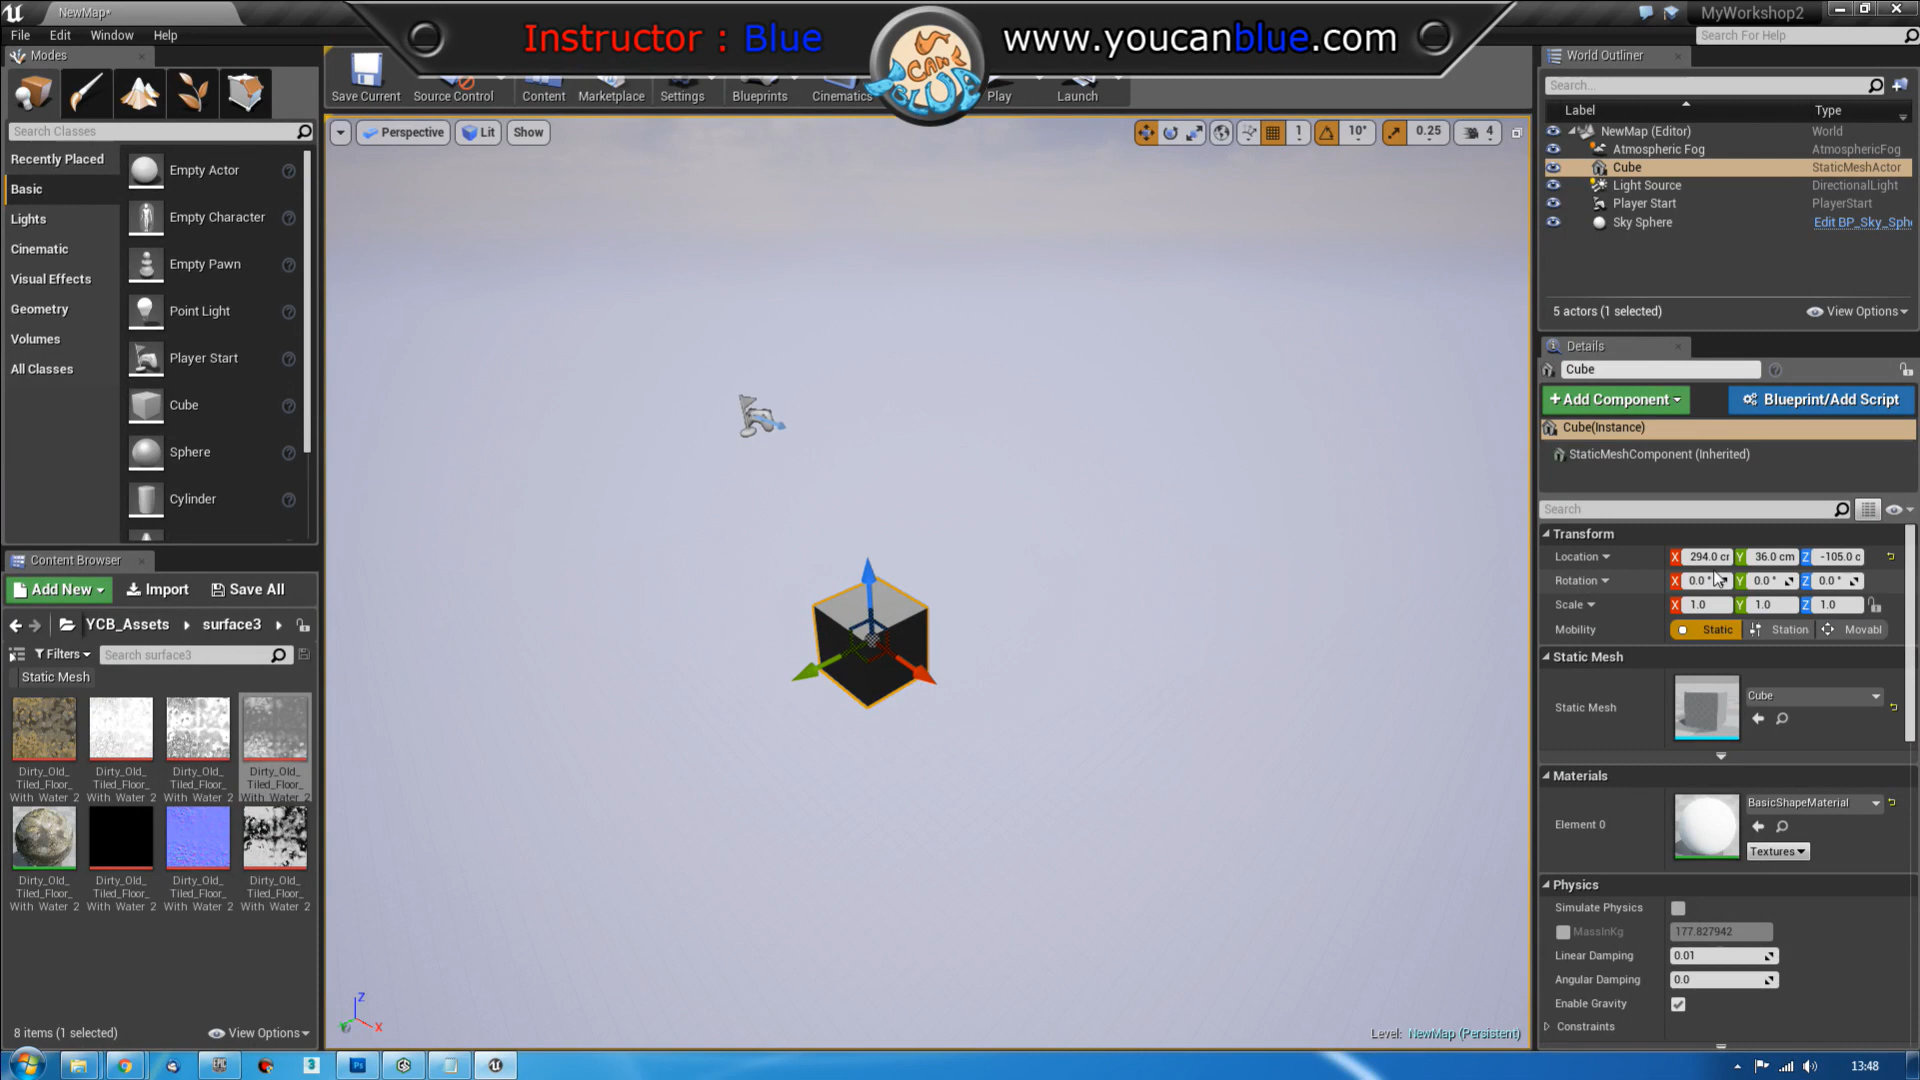 NewMap*
Instructor : Blue
CAN
BLUE
www.youcanblue.com
MyWorkshop2
File Edit Window Help
Search For Help
Modes
Save Current
Source Control
Content
Marketplace
Settings
Blueprints
Cinematics
Play
Launch
Search Classes
Recently Placed
Basic
Lights
Cinematic
Visual Effects
Geometry
Volumes
All Classes
Empty Actor
Empty Character
Empty Pawn
Point Light
Player Start
Cube
Sphere
Cylinder
Perspective
Lit
Show
1
10°
0.25
4
World Outliner
Search...
Label Type
NewMap (Editor) World
Atmospheric Fog AtmosphericFog
Cube StaticMeshActor
Light Source DirectionalLight
Player Start PlayerStart
Sky Sphere Edit BP_Sky_Sph
5 actors (1 selected)
View Options
Details
Cube
+Add Component
Blueprint/Add Script
Cube(Instance)
StaticMeshComponent (Inherited)
Search
Transform
Location X 294.0 cm Y 36.0 cm Z -105.0 c
Rotation X 0.0 ° Y 0.0 ° Z 0.0 °
Scale X 1.0 Y 1.0 Z 1.0
Mobility Static Station Movabl
Static Mesh
Static Mesh
Cube
Materials
Element 0
BasicShapeMaterial
Textures
Physics
Simulate Physics
MassInKg 177.827942
Linear Damping 0.01
Angular Damping 0.0
Enable Gravity
Constraints
Content Browser
Add New
Import
Save All
YCB_Assets
surface3
Filters
Search surface3
Static Mesh
Dirty_Old_ Dirty_Old_ Dirty_Old_ Dirty_Old_
Tiled_Floor_ Tiled_Floor_ Tiled_Floor_ Tiled_Floor_
With Water 2 With Water 2 With Water 2 With Water 2
Dirty_Old_ Dirty_Old_ Dirty_Old_ Dirty_Old_
Tiled_Floor_ Tiled_Floor_ Tiled_Floor_ Tiled_Floor_
With Water 2 With Water 2 With Water 2 With Water 2
8 items (1 selected)
View Options
Z
X
Level: NewMap (Persistent)
EPIC
3
Ps
13:48